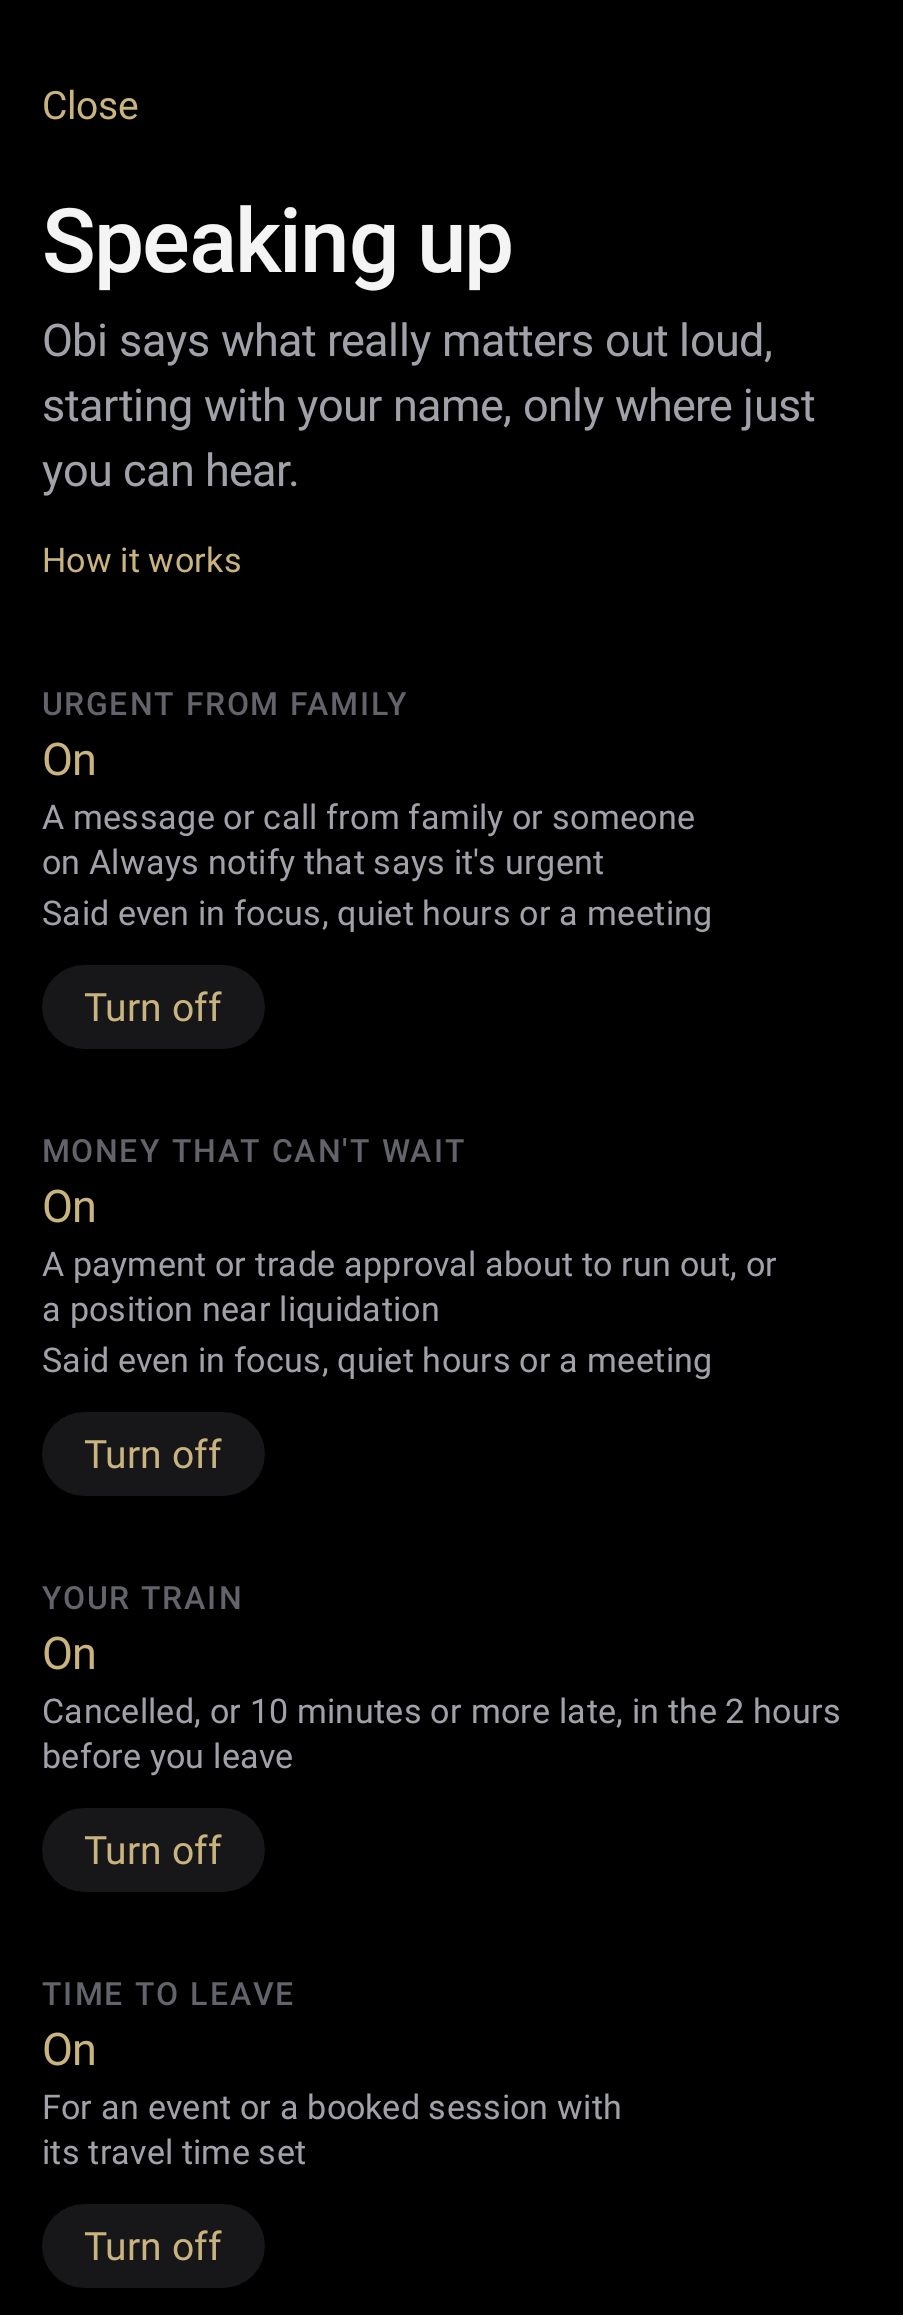 Close
Speaking up
Obi says what really matters out loud,
starting with your name, only where just
you can hear.
How it works
URGENT FROM FAMILY
On
A message or call from family or someone
on Always notify that says it's urgent
Said even in focus, quiet hours or a meeting
Turn off
MONEY THAT CAN'T WAIT
On
A payment or trade approval about to run out, or
a position near liquidation
Said even in focus, quiet hours or a meeting
Turn off
YOUR TRAIN
On
Cancelled, or 10 minutes or more late, in the 2 hours
before you leave
Turn off
TIME TO LEAVE
On
For an event or a booked session with
its travel time set
Turn off